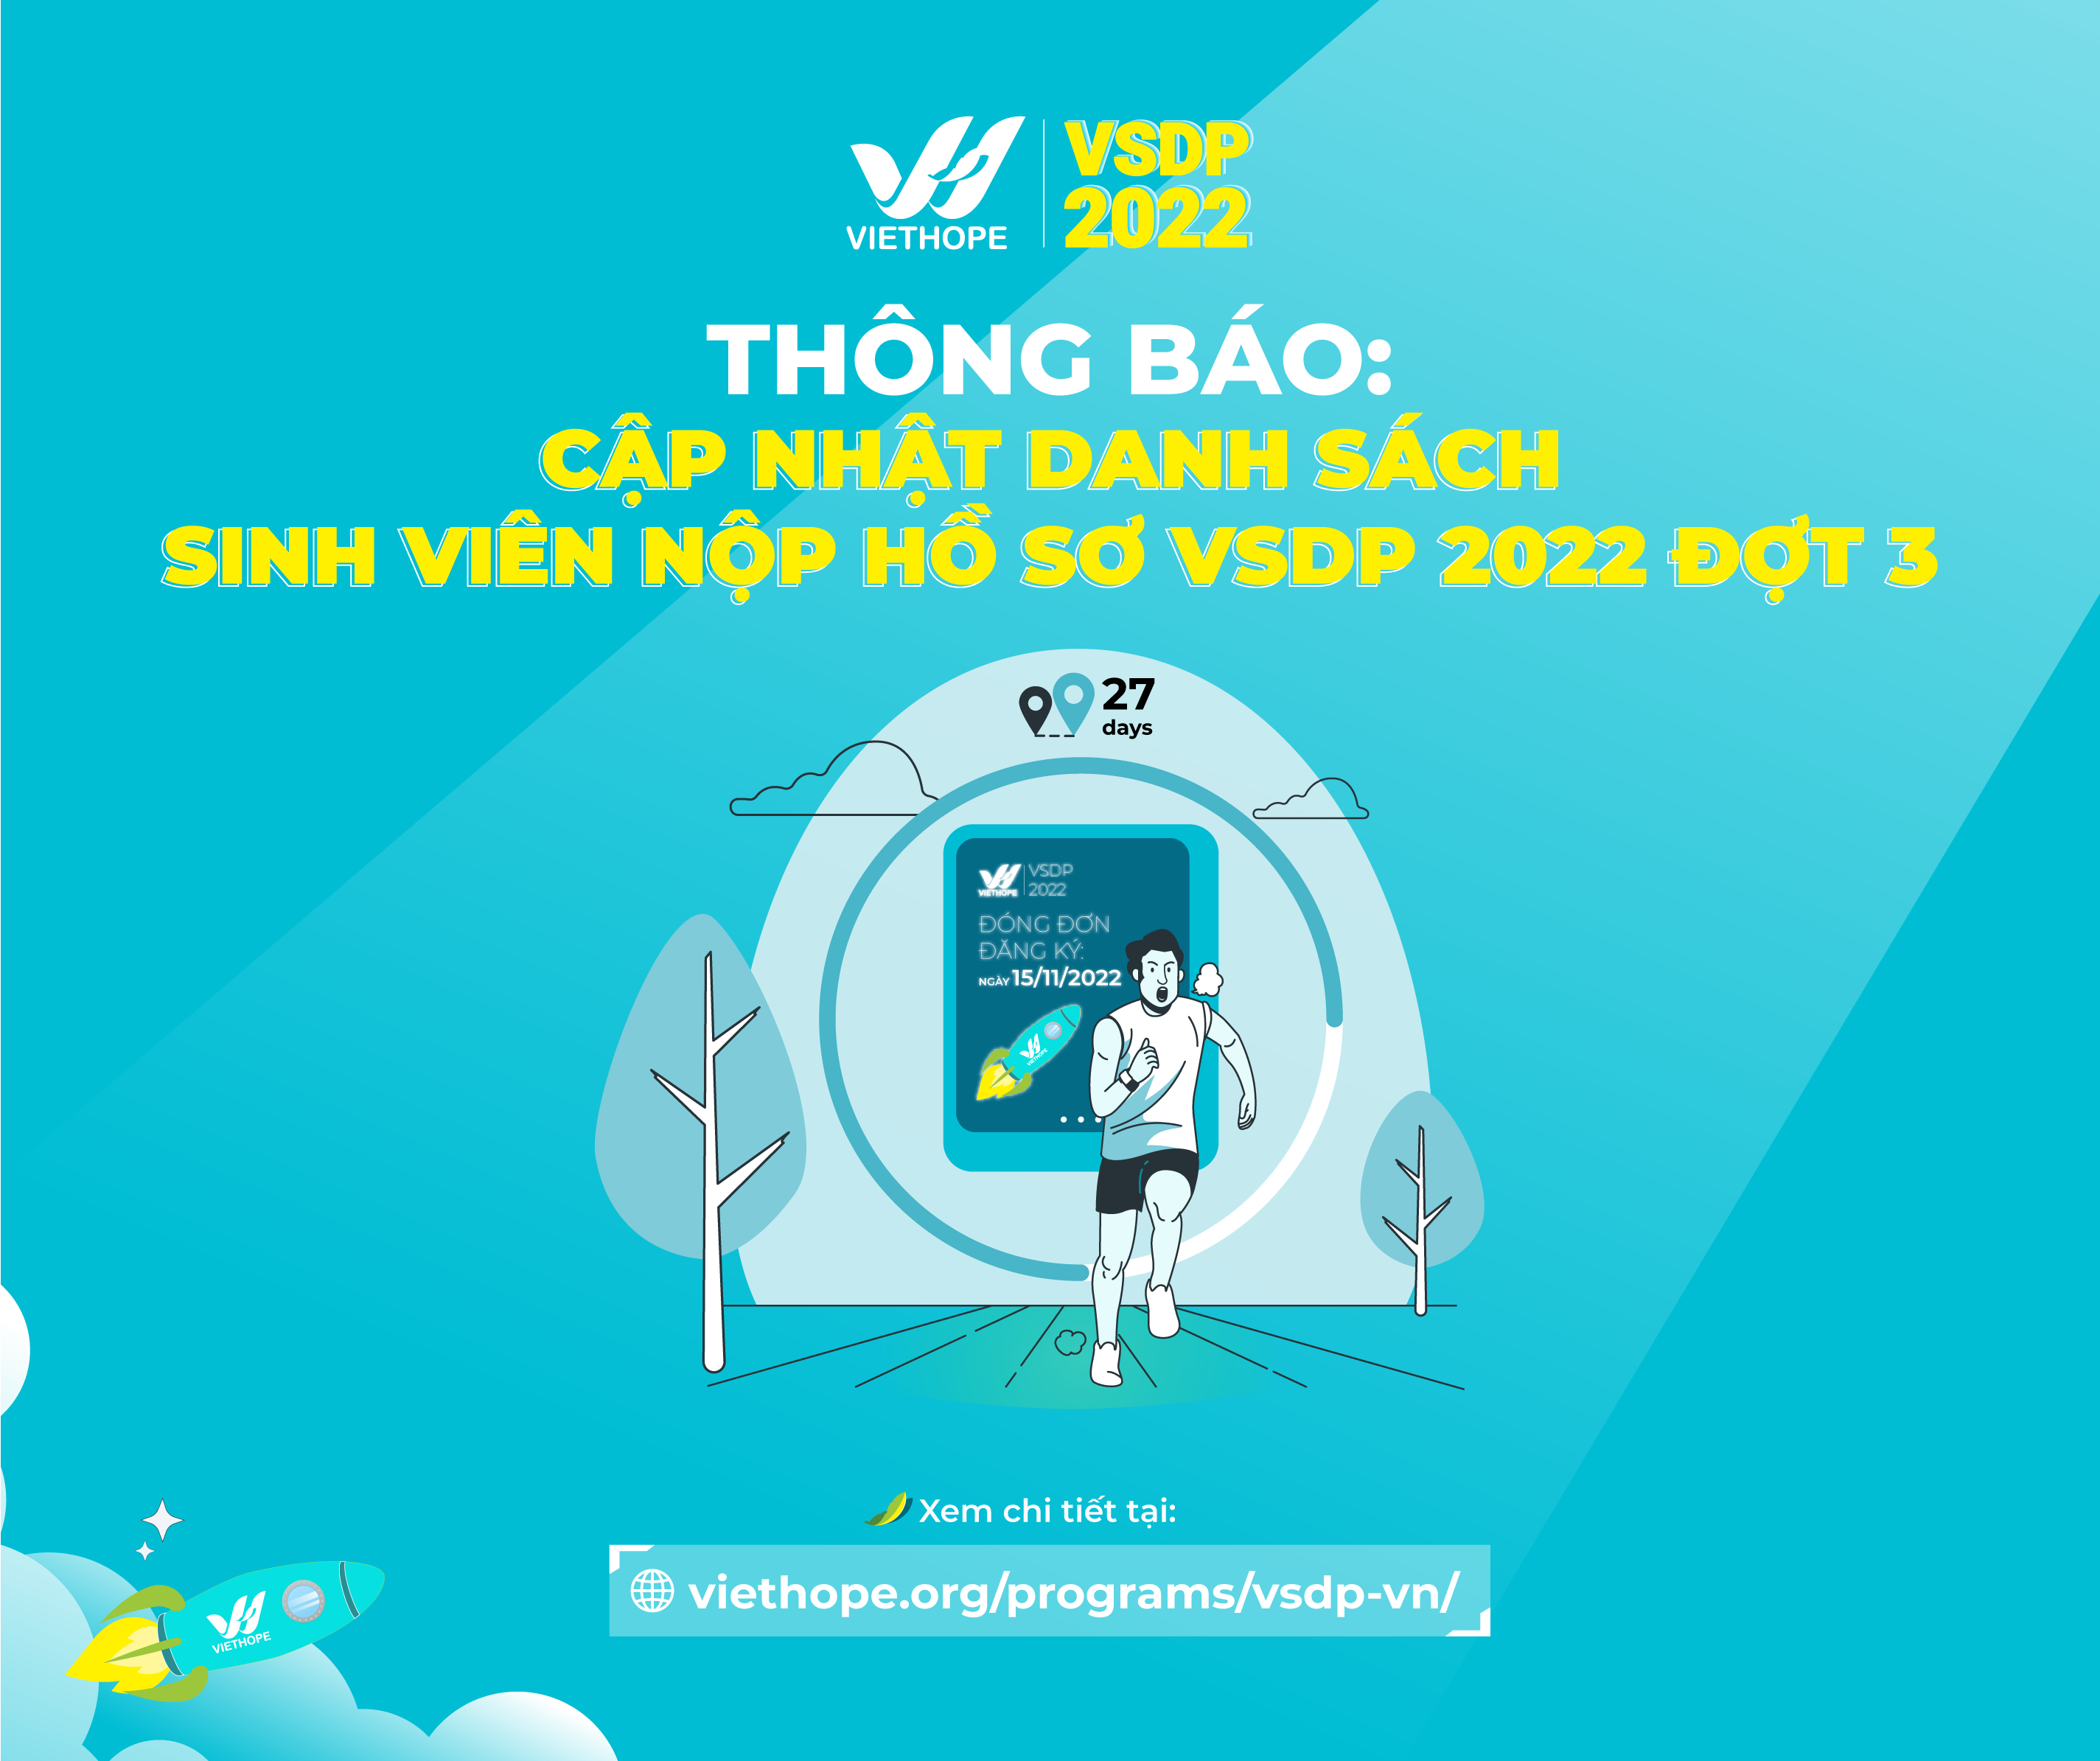 VIETHOPE
VSDP
2022
THÔNG BÁO:
CẬP NHẬT DANH SÁCH
SINH VIÊN NỘP HỒ SƠ VSDP 2022 ĐỢT 3
27
days
VIETHOPE
VSDP
2022
ĐÓNG ĐƠN
ĐĂNG KÝ:
NGÀY 15/11/2022
VIETHOPE
Xem chi tiết tại:
viethope.org/programs/vsdp-vn/
VIETHOPE